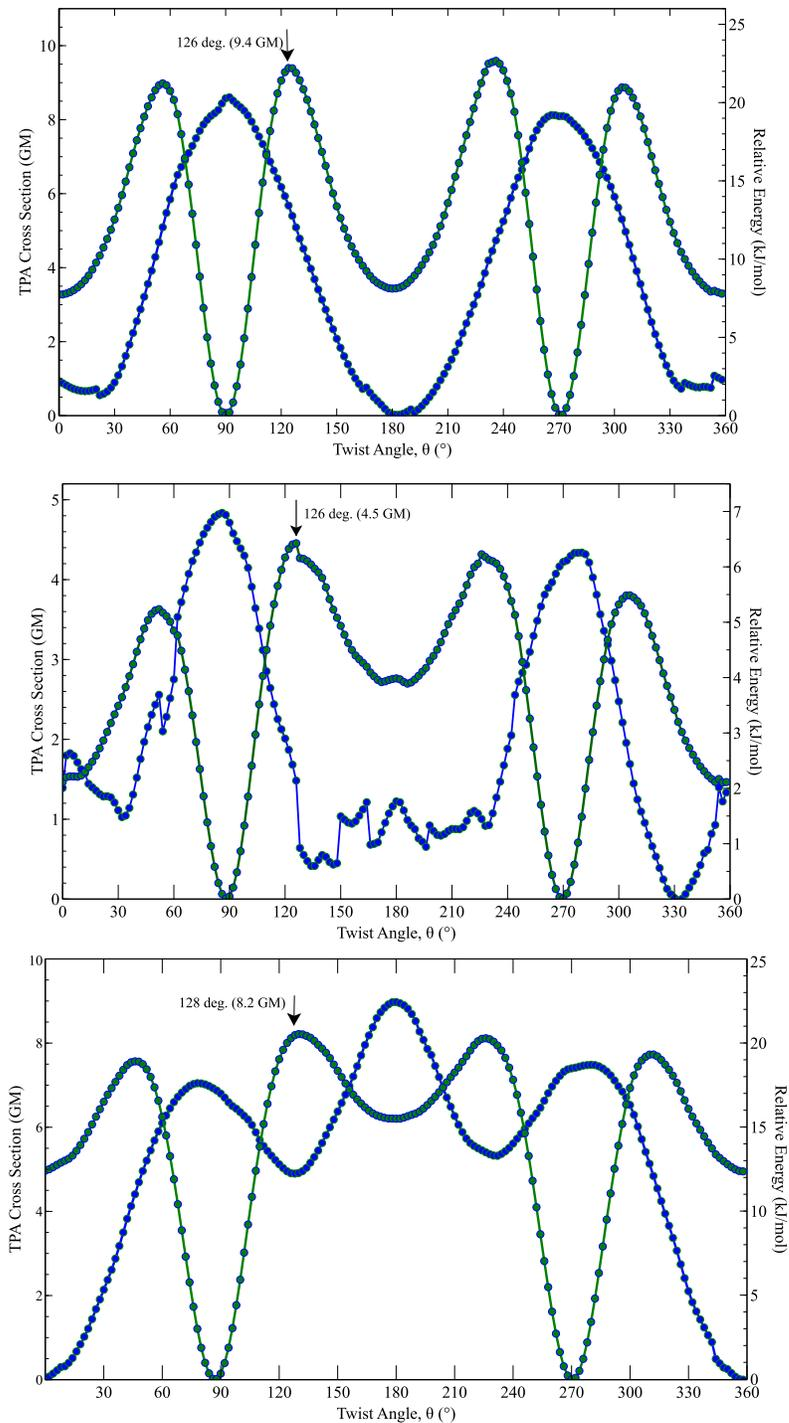 126 deg. (9.4 GM)
TPA Cross Section (GM)
10
8
6
4
2
0
Relative Energy (kJ/mol)
25
20
15
10
5
0
0 30 60 90 120 150 180 210 240 270 300 330 360
Twist Angle, θ (°)
126 deg. (4.5 GM)
TPA Cross Section (GM)
5
4
3
2
1
0
Relative Energy (kJ/mol)
7
6
5
4
3
2
1
0
0 30 60 90 120 150 180 210 240 270 300 330 360
Twist Angle, θ (°)
128 deg. (8.2 GM)
TPA Cross Section (GM)
10
8
6
4
2
0
Relative Energy (kJ/mol)
25
20
15
10
5
0
30 60 90 120 150 180 210 240 270 300 330 360
Twist Angle, θ (°)